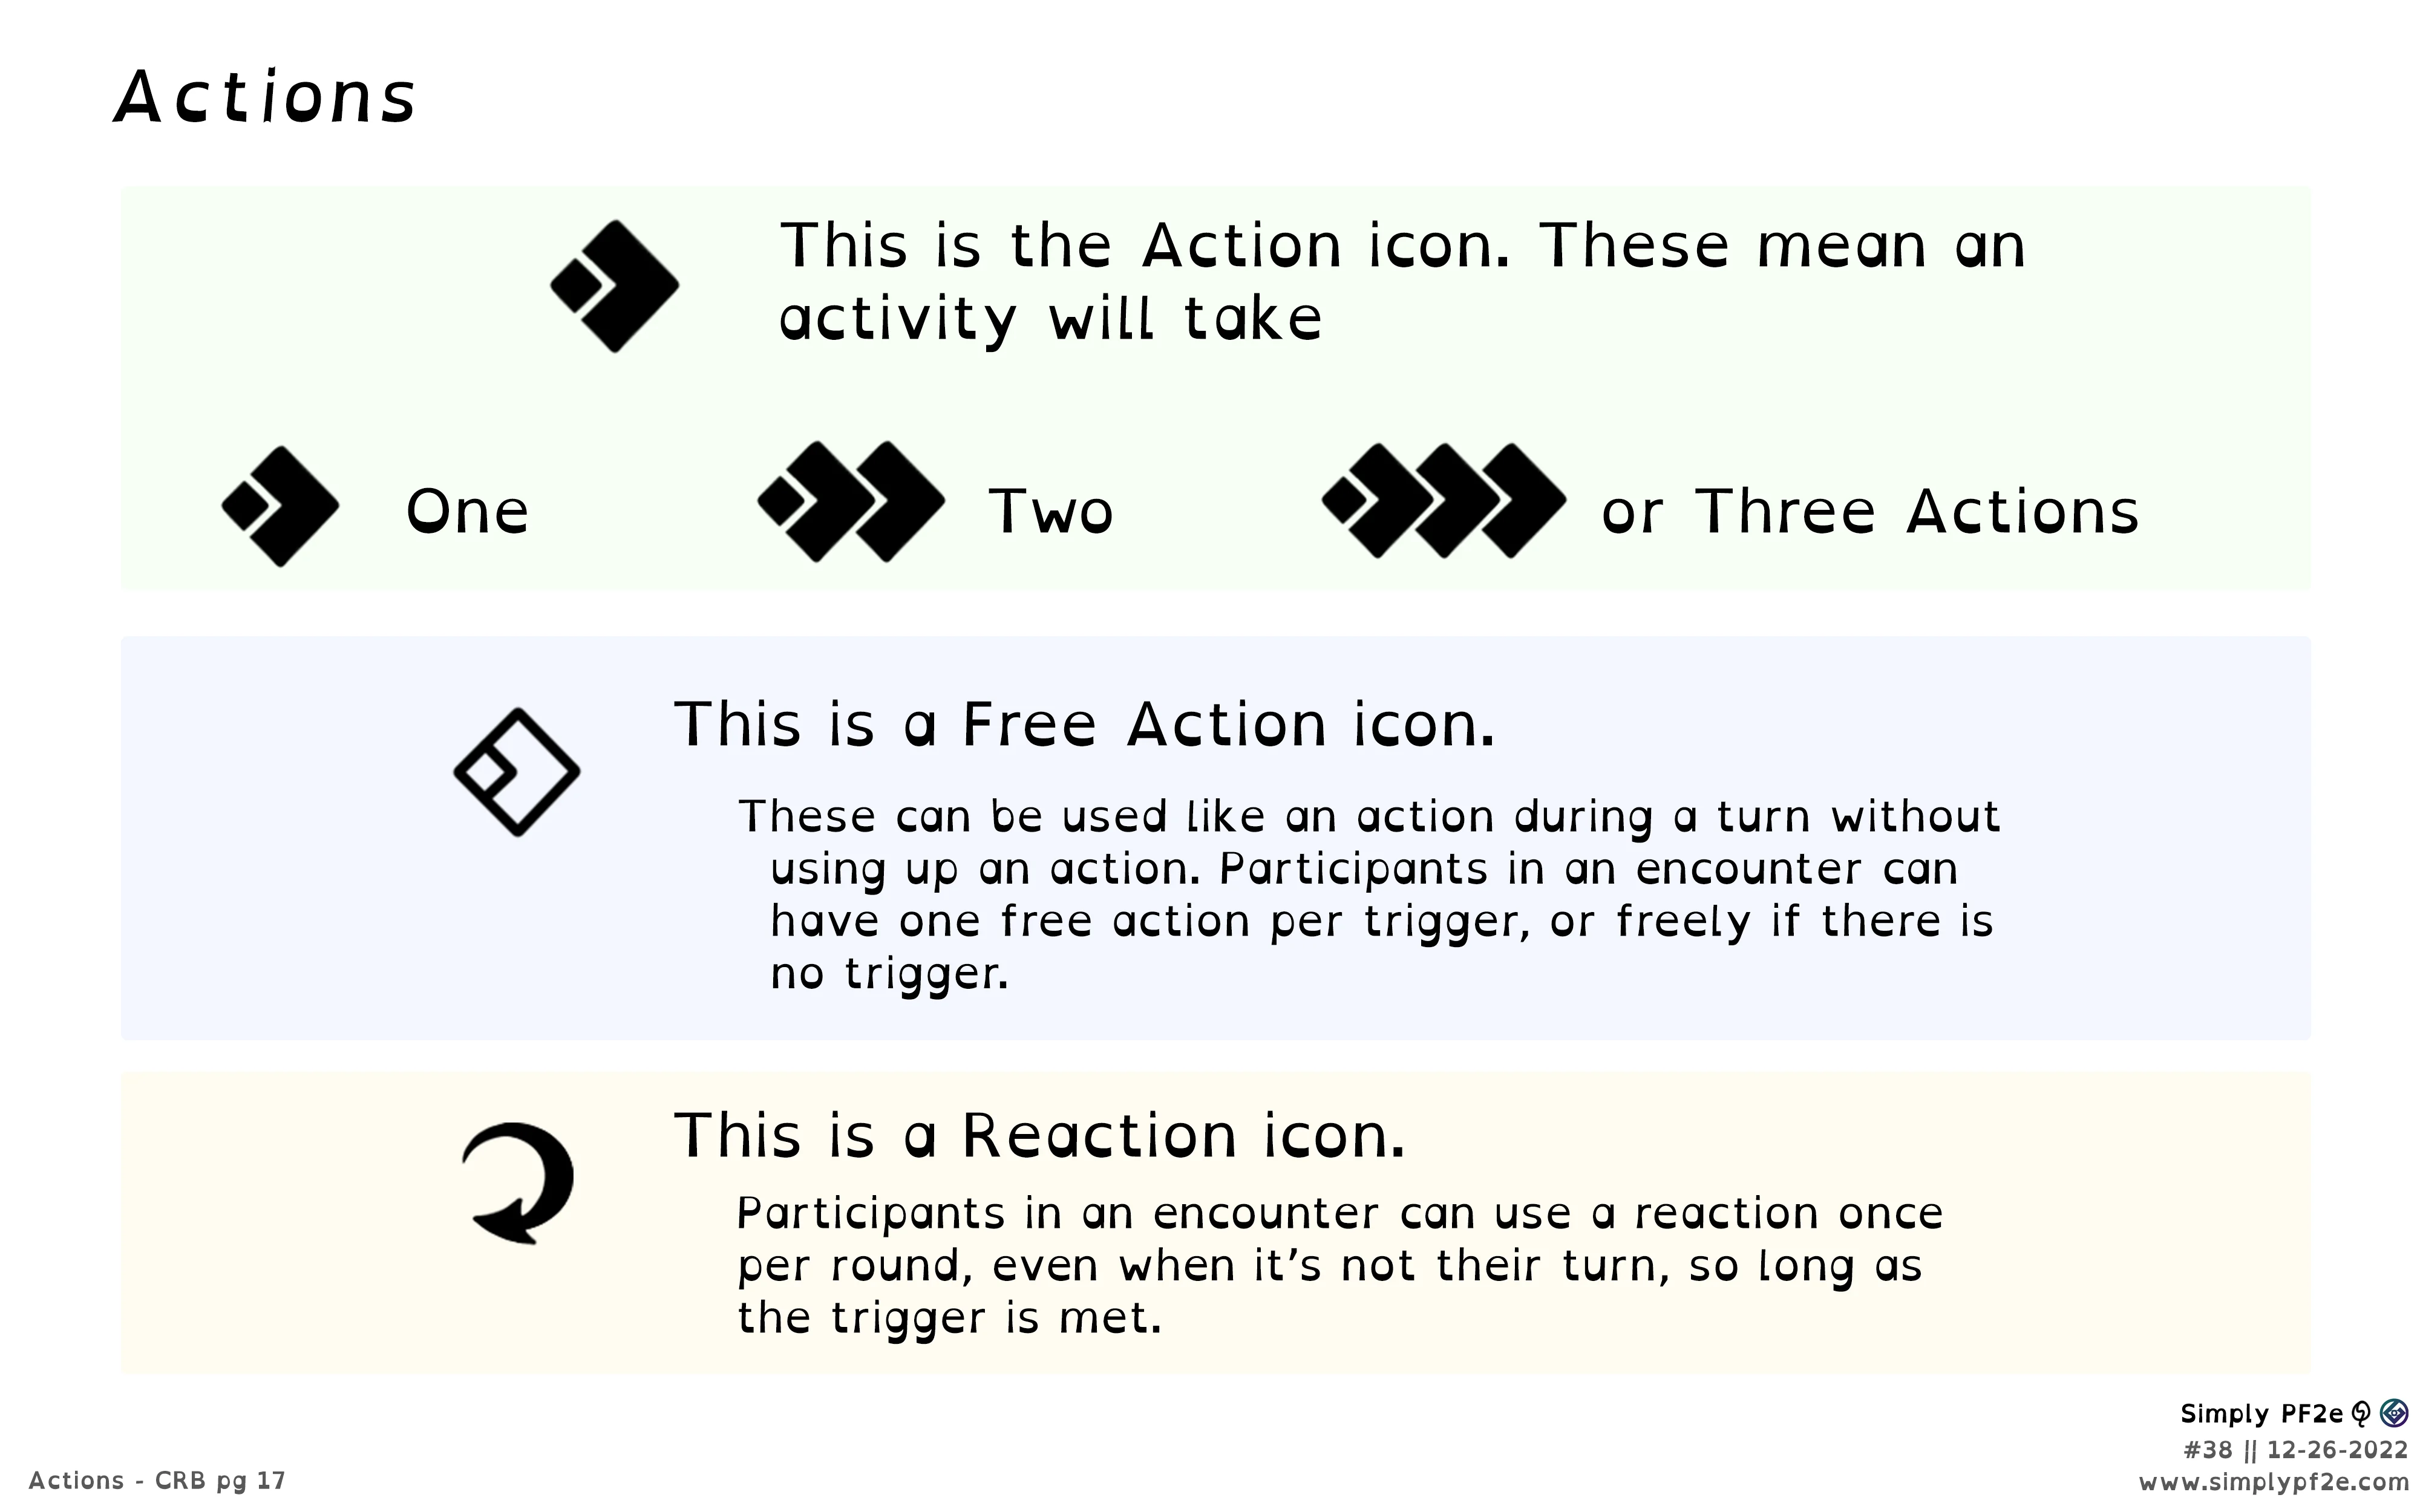 Actions
This is the Action icon. These mean an
activity will take
One
Two
or Three Actions
This is a Free Action icon.
These can be used like an action during a turn without
using up an action. Participants in an encounter can
have one free action per trigger, or freely if there is
no trigger.
This is a Reaction icon.
Participants in an encounter can use a reaction once
per round, even when it’s not their turn, so long as
the trigger is met.
Simply PF2e
#38 || 12-26-2022
www.simplypf2e.com
Actions - CRB pg 17